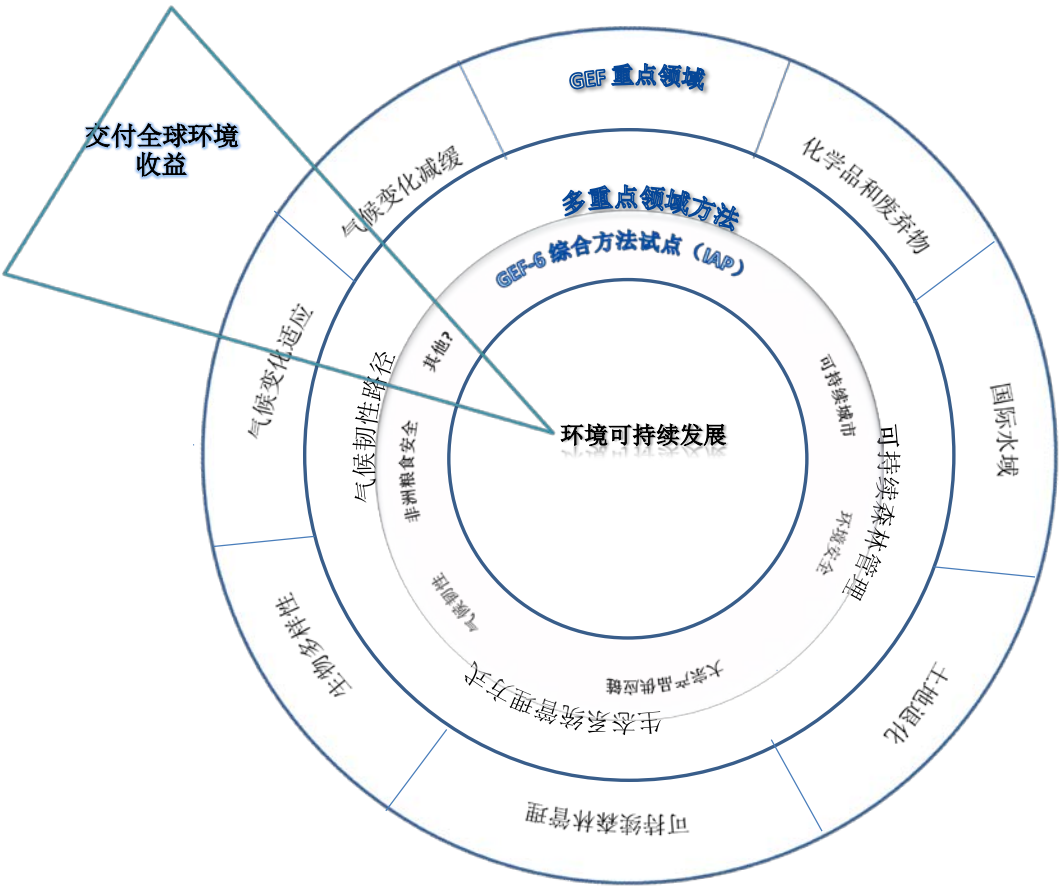 交付全球环境
收益
GEF 重点领域
化学品和废弃物
国际水域
土地退化
可持续森林管理
生物多样性
气候变化适应
气候变化减缓
多重点领域方法
可持续森林管理
生态系统管理方式
气候韧性路径
GEF-6 综合方法试点（IAP）
可持续城市
环境安全
大宗产品供应链
气候韧性
非洲粮食安全
其他?
环境可持续发展